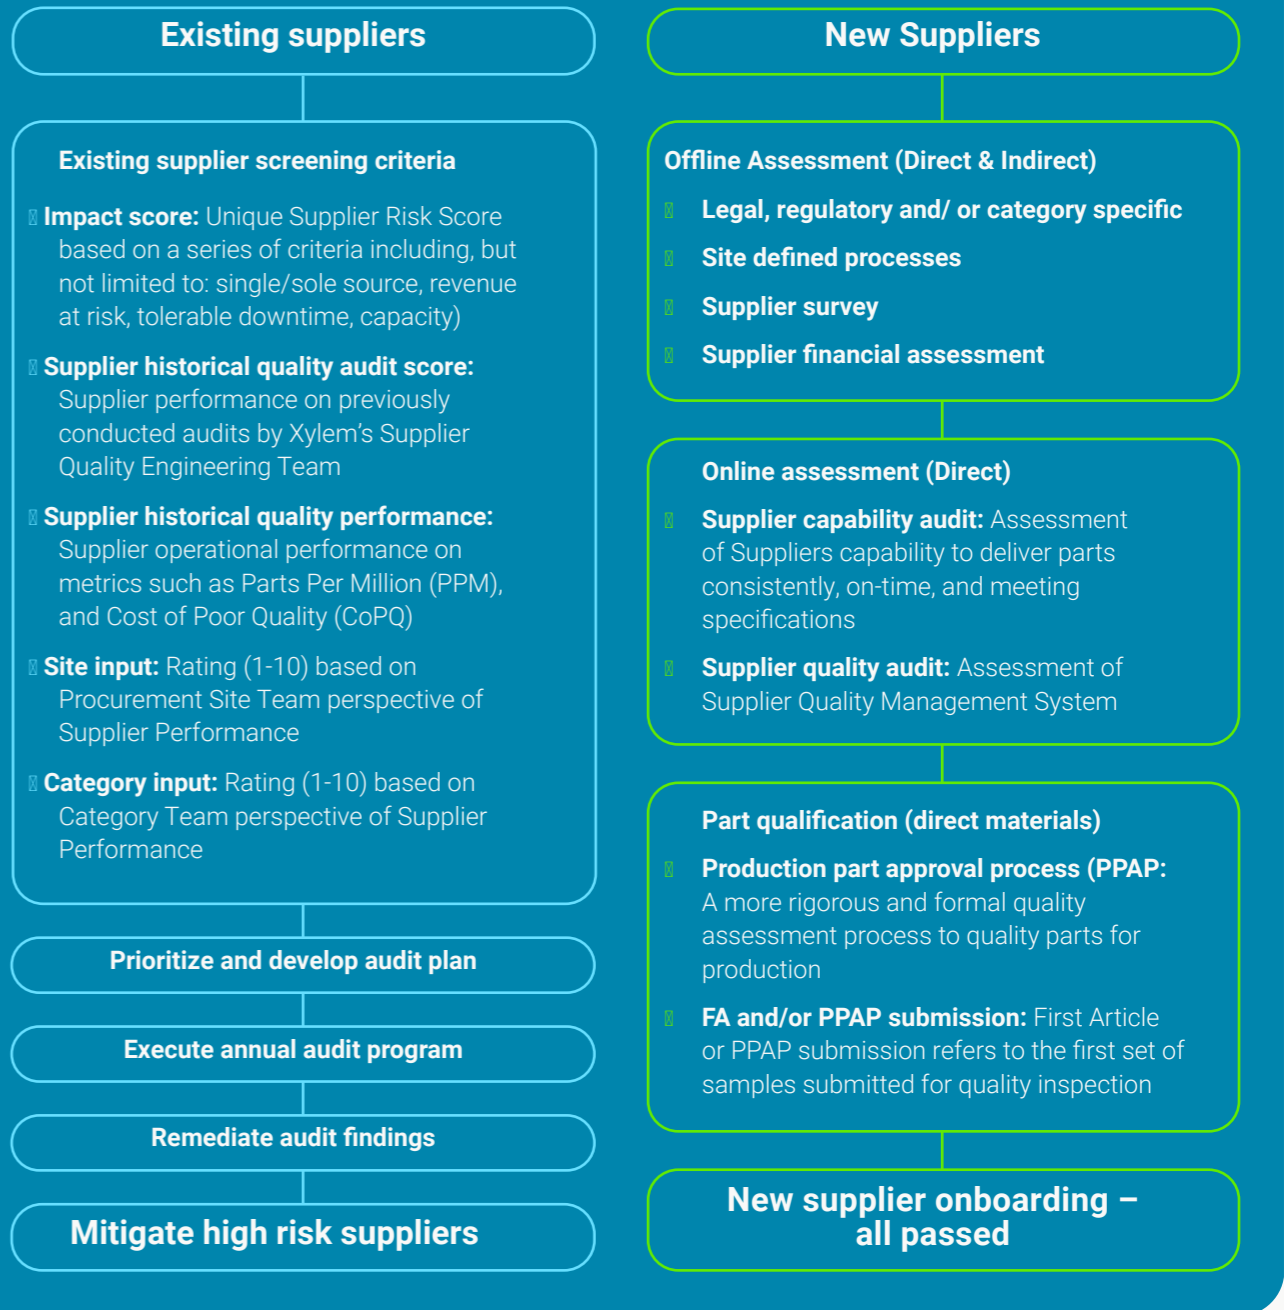 Existing suppliers
Existing supplier screening criteria
Impact score: Unique Supplier Risk Score
based on a series of criteria including, but
not limited to: single/sole source, revenue
at risk, tolerable downtime, capacity)
Supplier historical quality audit score:
Supplier performance on previously
conducted audits by Xylem’s Supplier
Quality Engineering Team
Supplier historical quality performance:
Supplier operational performance on
metrics such as Parts Per Million (PPM),
and Cost of Poor Quality (CoPQ)
Site input: Rating (1-10) based on
Procurement Site Team perspective of
Supplier Performance
Category input: Rating (1-10) based on
Category Team perspective of Supplier
Performance
Prioritize and develop audit plan
Execute annual audit program
Remediate audit findings
Mitigate high risk suppliers
New Suppliers
Offline Assessment (Direct & Indirect)
Legal, regulatory and/ or category specific
Site defined processes
Supplier survey
Supplier financial assessment
Online assessment (Direct)
Supplier capability audit: Assessment
of Suppliers capability to deliver parts
consistently, on-time, and meeting
specifications
Supplier quality audit: Assessment of
Supplier Quality Management System
Part qualification (direct materials)
Production part approval process (PPAP:
A more rigorous and formal quality
assessment process to quality parts for
production
FA and/or PPAP submission: First Article
or PPAP submission refers to the first set of
samples submitted for quality inspection
New supplier onboarding –
all passed